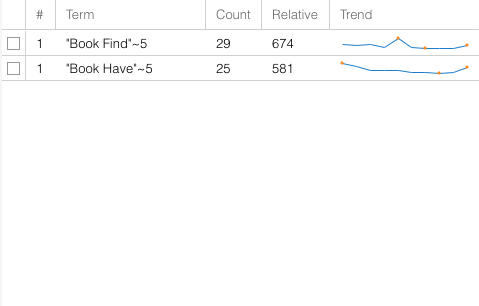 # Term Count Relative Trend
1 "Book Find"~5 29 674
1 "Book Have"~5 25 581